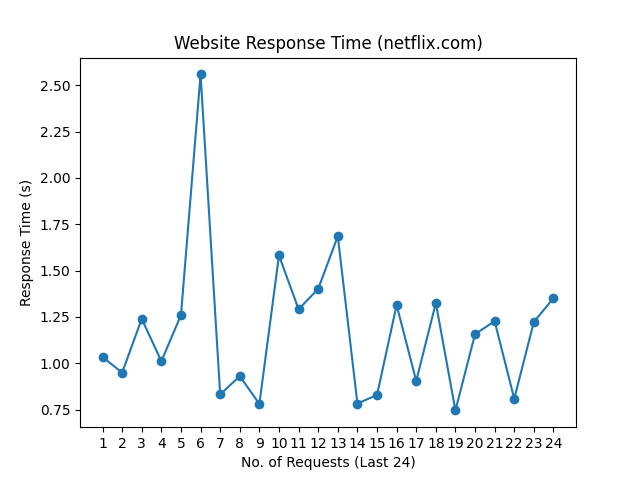 Website Response Time (netflix.com)
Response Time (s)
2.50
2.25
2.00
1.75
1.50
1.25
1.00
0.75
1 2 3 4 5 6 7 8 9 10 11 12 13 14 15 16 17 18 19 20 21 22 23 24
No. of Requests (Last 24)